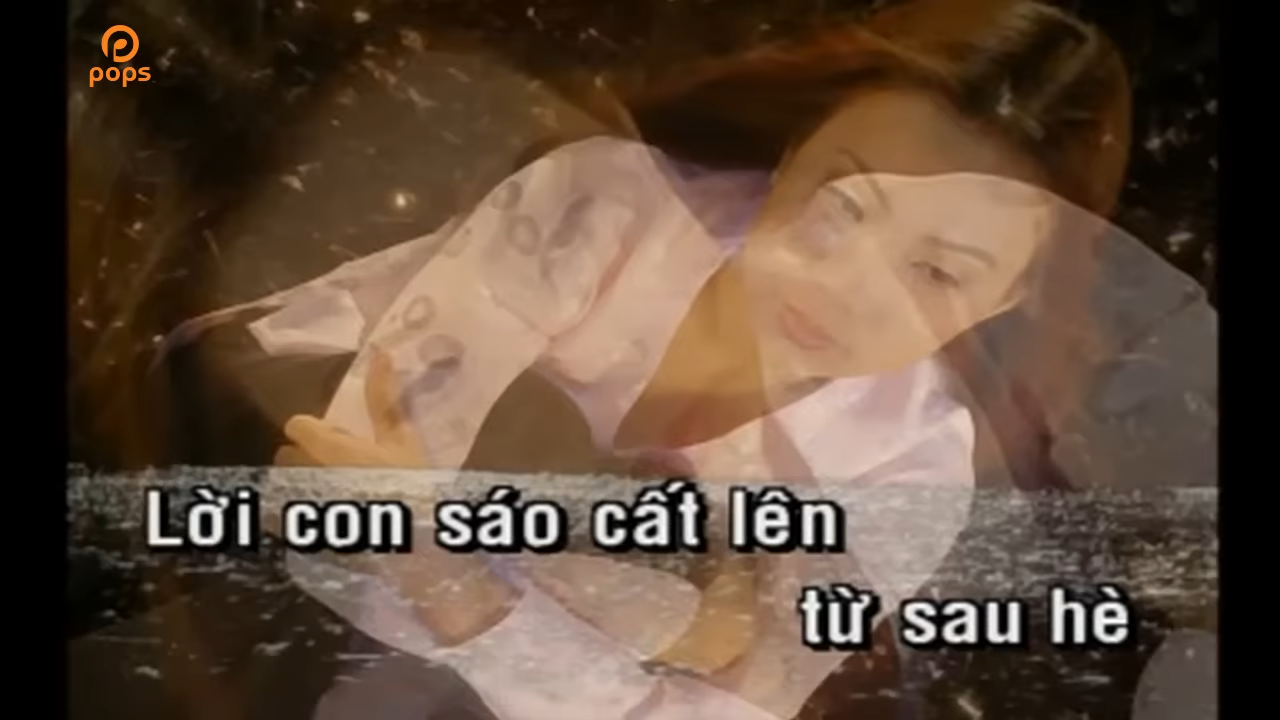 pops
Lời con sáo cất lên
từ sau hè